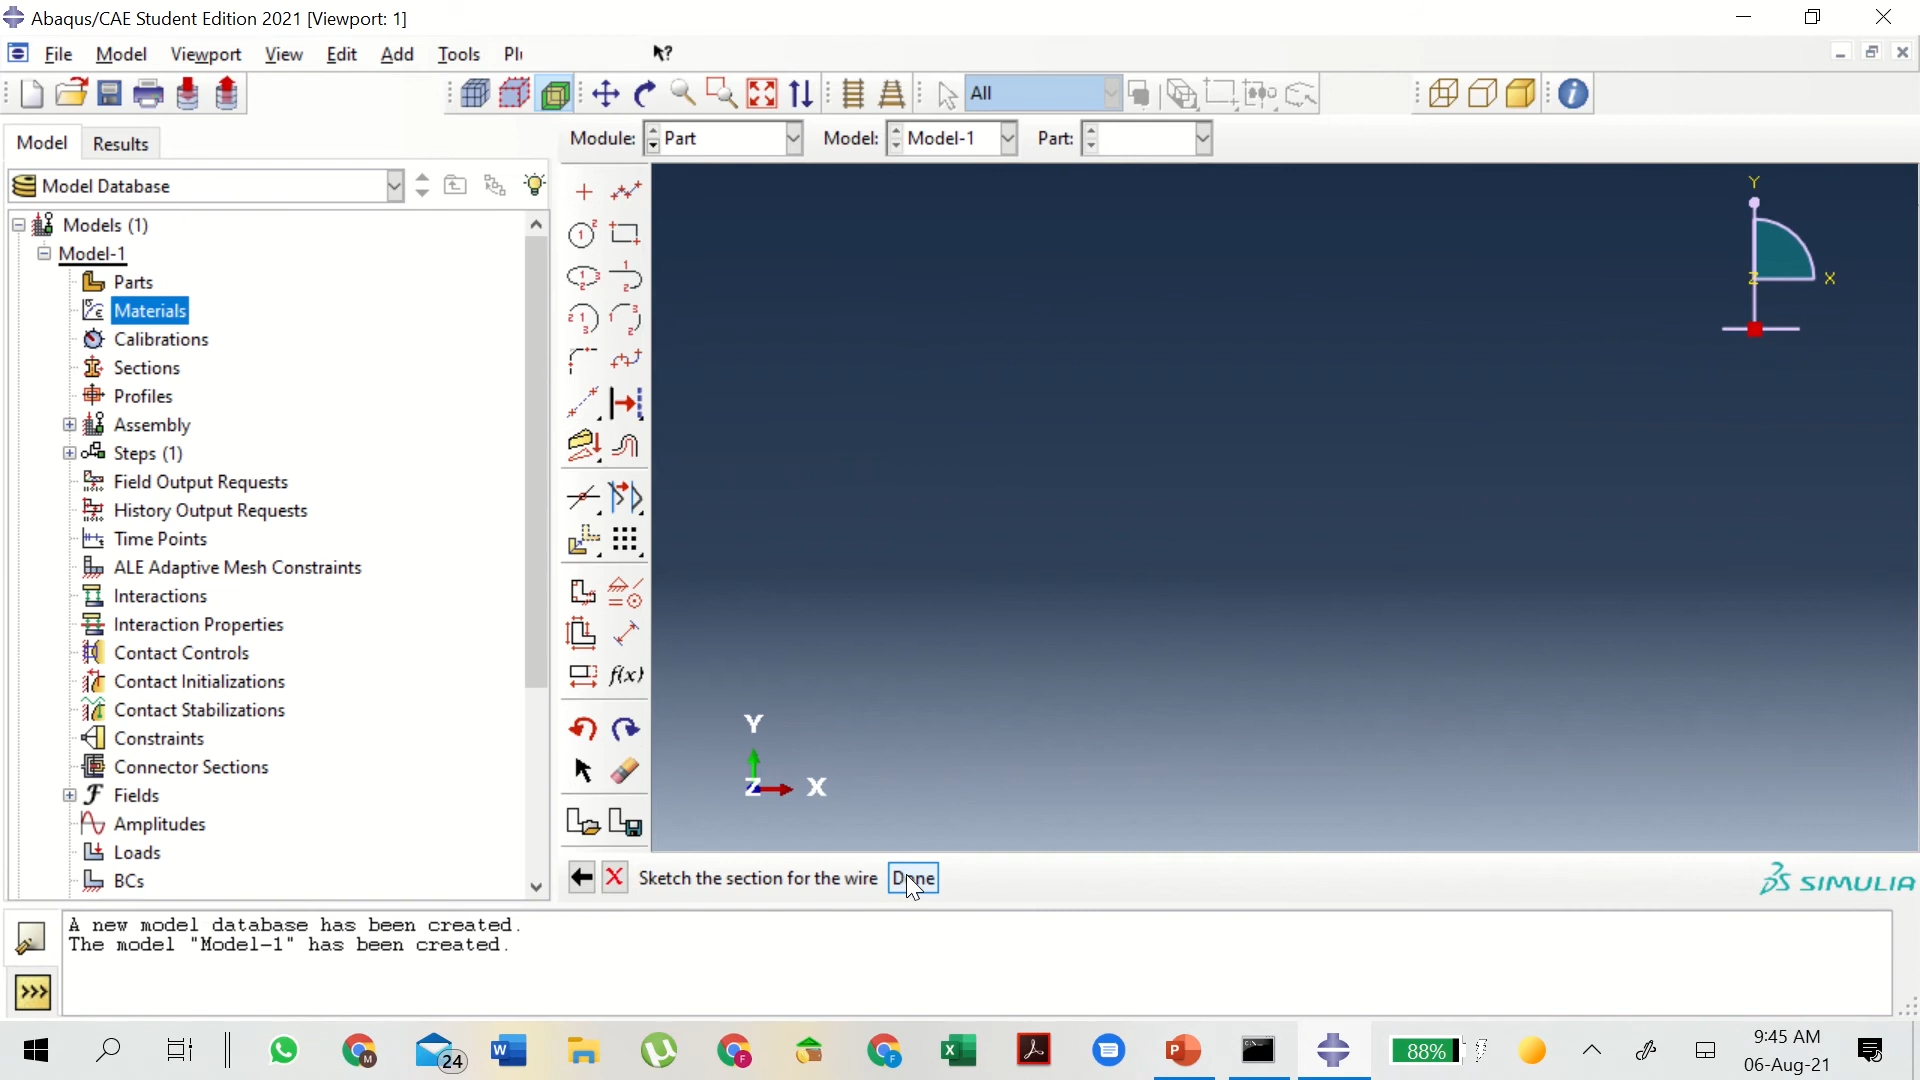 Abaqus/CAE Student Edition 2021 [Viewport: 1]
File Model Viewport View Edit Add Tools
All
Model Results
Module: Part Model: Model-1 Part:
Model Database
Models (1)
Model-1
Parts
Materials
Calibrations
Sections
Profiles
Assembly
Steps (1)
Field Output Requests
History Output Requests
Time Points
ALE Adaptive Mesh Constraints
Interactions
Interaction Properties
Contact Controls
Contact Initializations
Contact Stabilizations
Constraints
Connector Sections
Fields
Amplitudes
Loads
BCs
f(x)
Y
Z X
Y
Z X
Sketch the section for the wire Done
SIMULIA
A new model database has been created.
The model "Model-1" has been created.
>>>
24
88%
9:45 AM
06-Aug-21